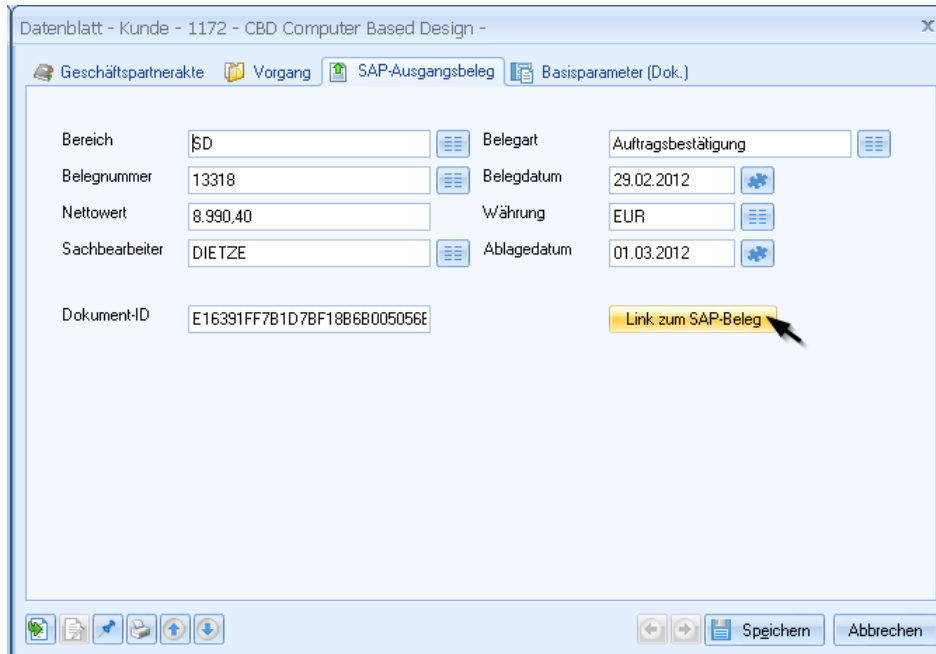 Datenblatt - Kunde - 1172 - CBD Computer Based Design -
Geschäftspartnerakte Vorgang SAP-Ausgangsbeleg Basisparameter (Dok.)
Bereich SD Belegart Auftragsbestätigung
Belegnummer 13318 Belegdatum 29.02.2012
Nettowert 8.990,40 Währung EUR
Sachbearbeiter DIETZE Ablagedatum 01.03.2012
Dokument-ID E16391FF7B1D7BF18B6B005056E Link zum SAP-Beleg
Speichern Abbrechen